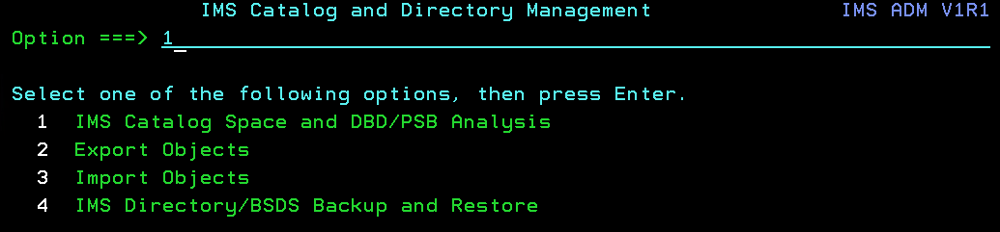 IMS Catalog and Directory Management IMS ADM V1R1
Option ===> 1_
Select one of the following options, then press Enter.
1 IMS Catalog Space and DBD/PSB Analysis
2 Export Objects
3 Import Objects
4 IMS Directory/BSDS Backup and Restore